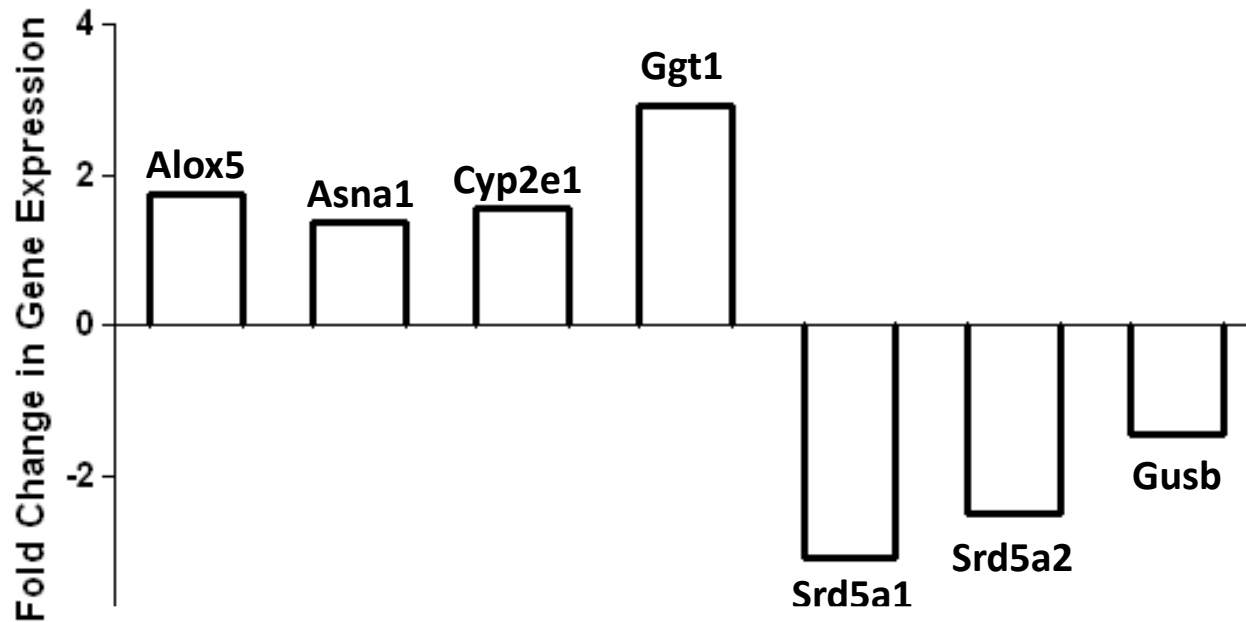 Fold Change in Gene Expression
4
2
0
-2
Alox5
Asna1
Cyp2e1
Ggt1
Srd5a1
Srd5a2
Gusb